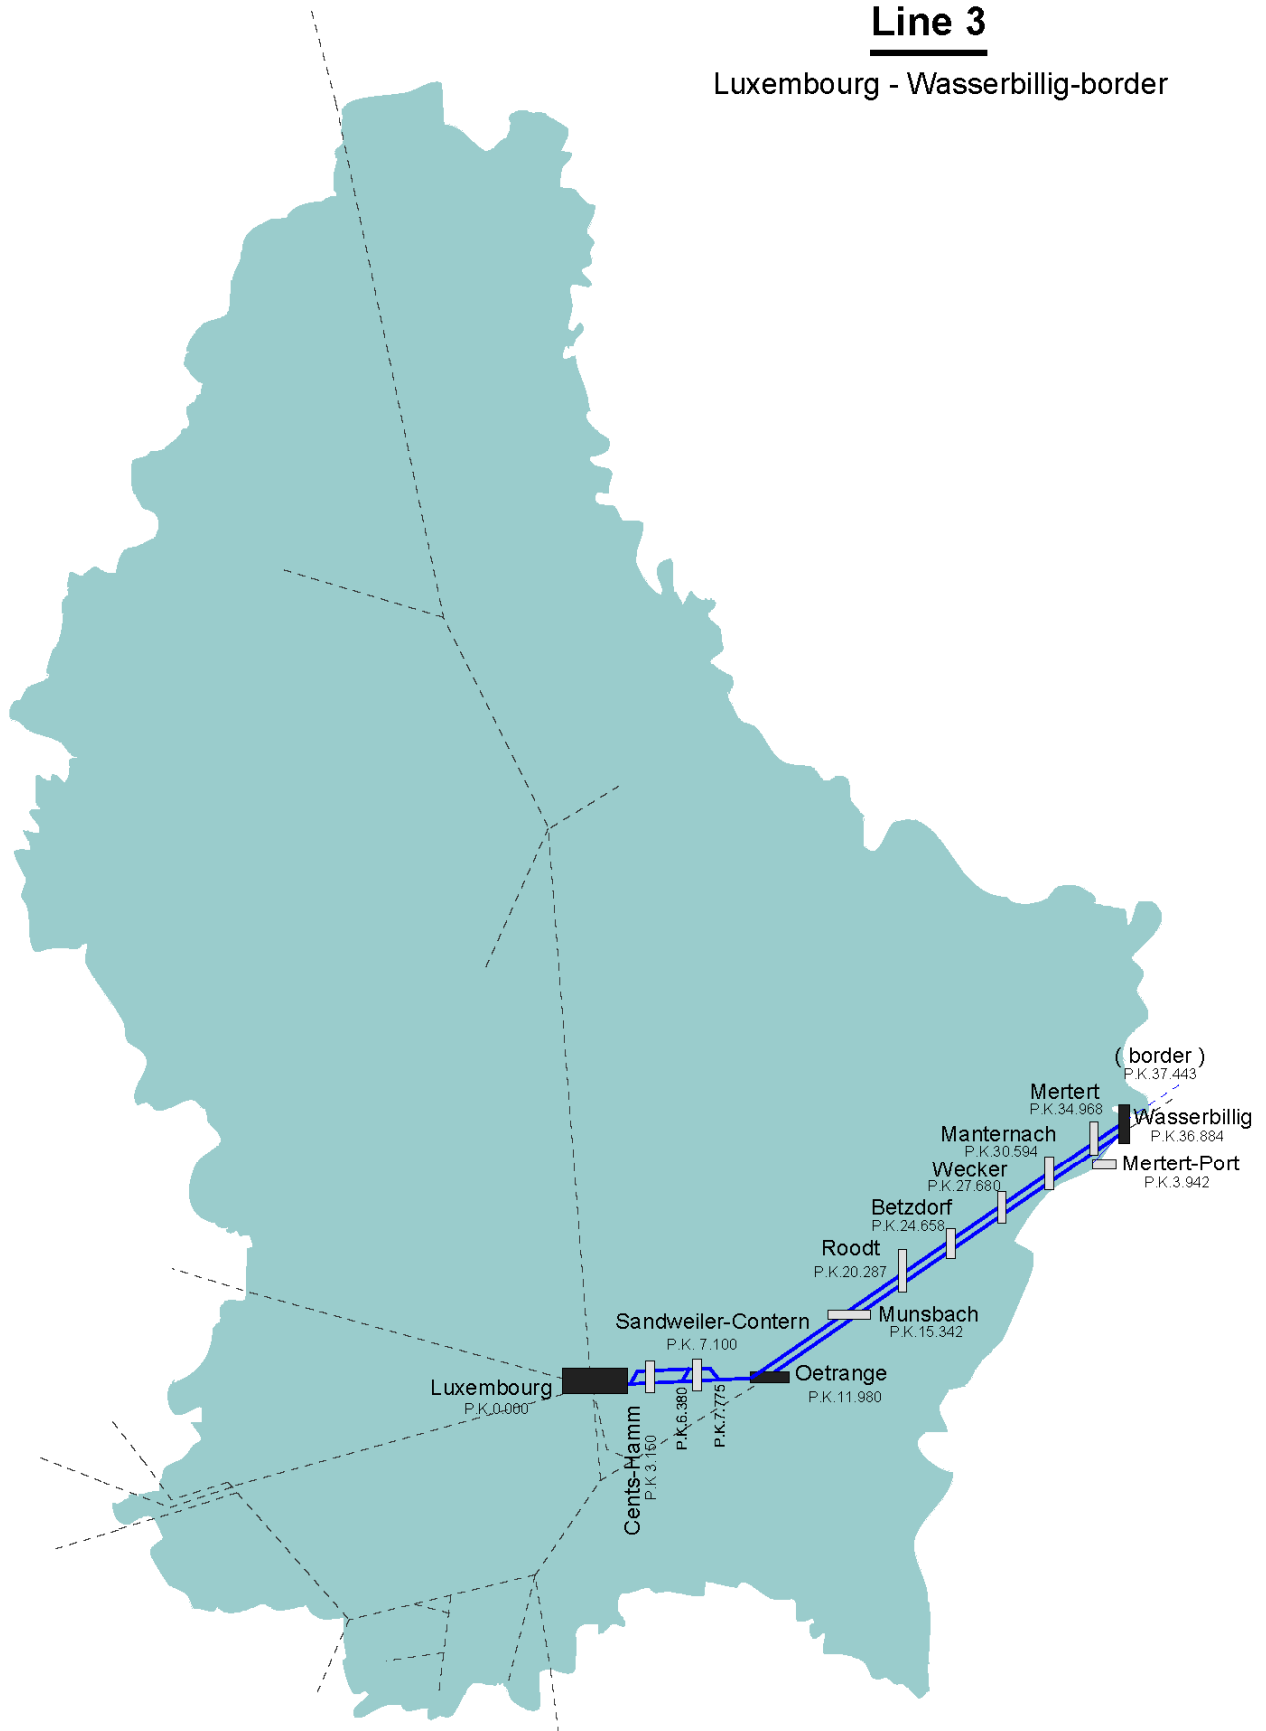 Line 3
Luxembourg - Wasserbillig-border
( border )
P.K.37.443
Mertert
P.K.34.968
Wasserbillig
P.K.36.884
Manternach
P.K.30.594
Mertert-Port
P.K.3.942
Wecker
P.K.27.680
Betzdorf
P.K.24.658
Roodt
P.K.20.287
Munsbach
P.K.15.342
Sandweiler-Contern
P.K. 7.100
Oetrange
P.K.11.980
Luxembourg
P.K.0.000
P.K.6.380
P.K.7.775
Cents-Hamm
P.K 3.150